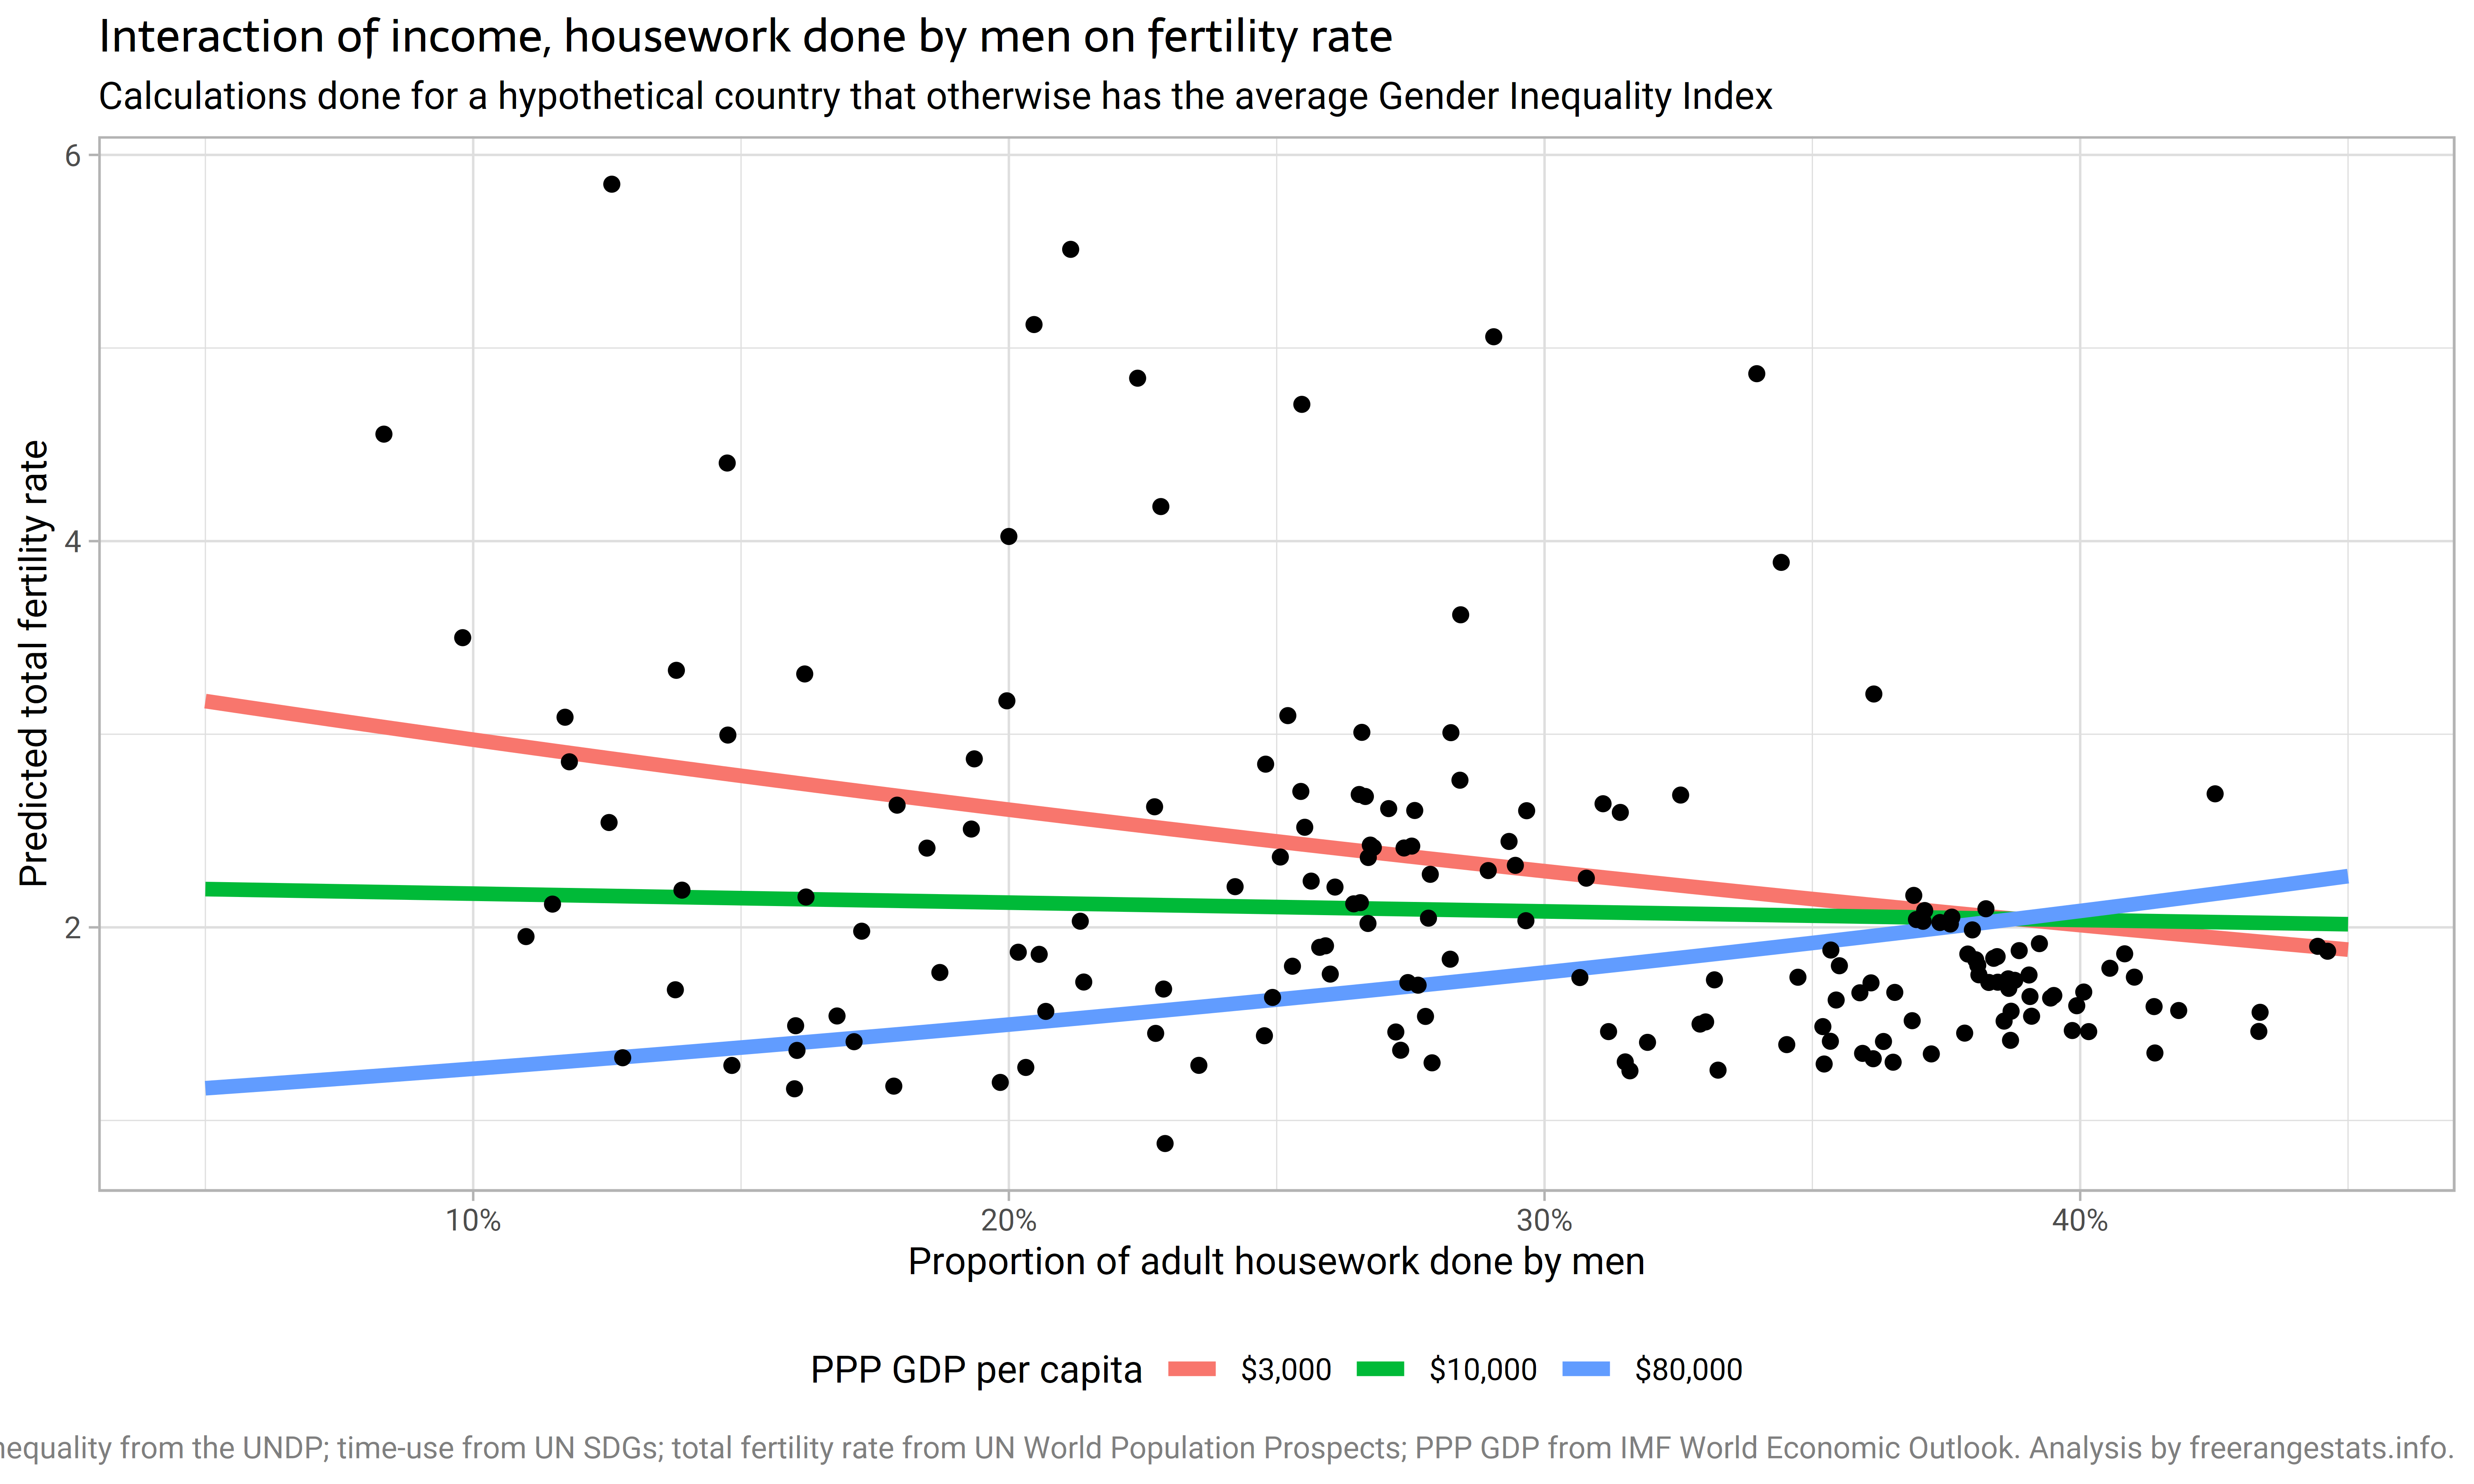 Interaction of income, housework done by men on fertility rate
Calculations done for a hypothetical country that otherwise has the average Gender Inequality Index
Predicted total fertility rate
6
4
2
10% 20% 30% 40%
Proportion of adult housework done by men
PPP GDP per capita $3,000 $10,000 $80,000
from the UNDP; time-use from UN SDGs; total fertility rate from UN World Population Prospects; PPP GDP from IMF World Economic Outlook. Analysis by freerangestats.info.